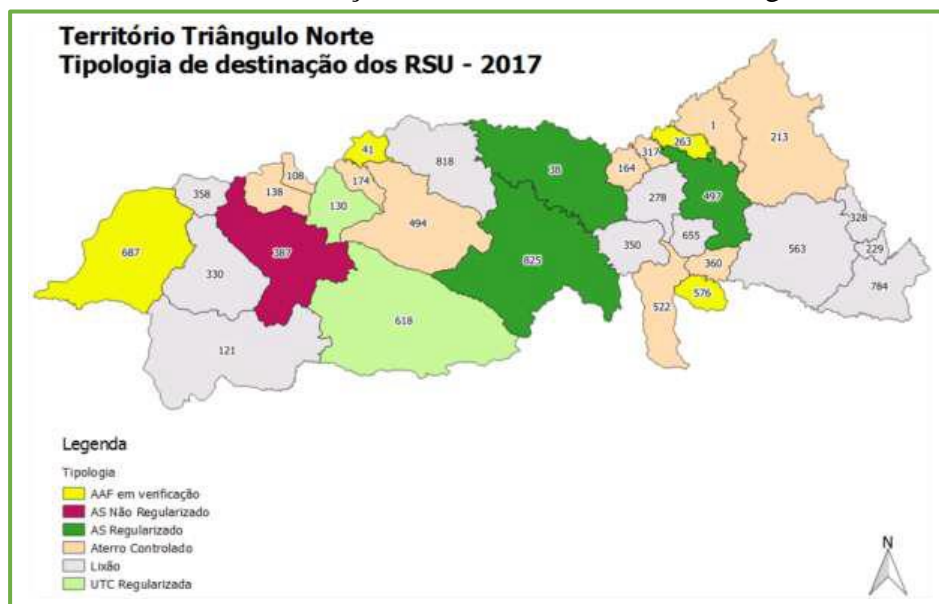 Território Triângulo Norte
Tipologia de destinação dos RSU - 2017
1
213
263
41
317
818
164
38
108
174
138
358
278
497
130
328
494
655
350
229
687
387
563
360
330
825
784
576
522
618
121
Legenda
Tipologia
AAF em verificação
AS Não Regularizado
AS Regularizado
Aterro Controlado
Lixão
UTC Regularizada
N